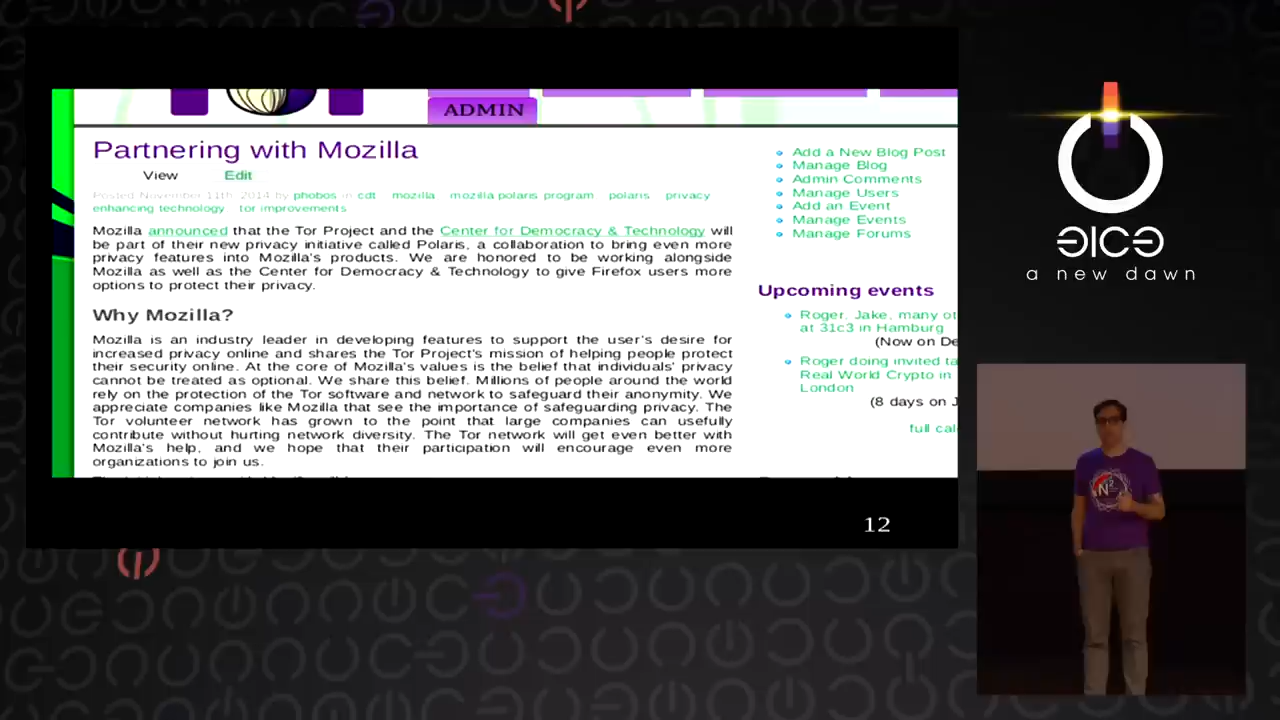 ADMIN
Partnering with Mozilla
View Edit
Posted November 11th, 2014 by phobos in cdt mozilla mozilla polaris program polaris privacy
enhancing technology tor improvements
Mozilla announced that the Tor Project and the Center for Democracy & Technology will
be part of their new privacy initiative called Polaris, a collaboration to bring even more
privacy features into Mozilla's products. We are honored to be working alongside
Mozilla as well as the Center for Democracy & Technology to give Firefox users more
options to protect their privacy.
Why Mozilla?
Mozilla is an industry leader in developing features to support the user's desire for
increased privacy online and shares the Tor Project's mission of helping people protect
their security online. At the core of Mozilla's values is the belief that individuals' privacy
cannot be treated as optional. We share this belief. Millions of people around the world
rely on the protection of the Tor software and network to safeguard their anonymity. We
appreciate companies like Mozilla that see the importance of safeguarding privacy. The
Tor volunteer network has grown to the point that large companies can usefully
contribute without hurting network diversity. The Tor network will get even better with
Mozilla's help, and we hope that their participation will encourage even more
organizations to join us.
Add a New Blog Post
Manage Blog
Admin Comments
Manage Users
Add an Event
Manage Events
Manage Forums
Upcoming events
Roger, Jake, many ot
at 31c3 in Hamburg
(Now on De
Roger doing invited ta
Real World Crypto in
London
(8 days on J
full cal
12
a new dawn
N²